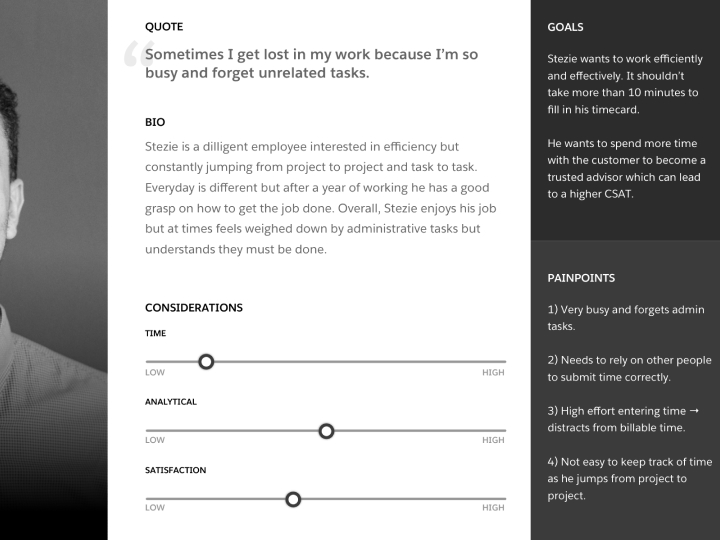 QUOTE
“
Sometimes I get lost in my work because I’m so
busy and forget unrelated tasks.
BIO
Stezie is a dilligent employee interested in efficiency but
constantly jumping from project to project and task to task.
Everyday is different but after a year of working he has a good
grasp on how to get the job done. Overall, Stezie enjoys his job
but at times feels weighed down by administrative tasks but
understands they must be done.
CONSIDERATIONS
TIME
LOW HIGH
ANALYTICAL
LOW HIGH
SATISFACTION
LOW HIGH
GOALS
Stezie wants to work efficiently
and effectively. It shouldn’t
take more than 10 minutes to
fill in his timecard.
He wants to spend more time
with the customer to become a
trusted advisor which can lead
to a higher CSAT.
PAINPOINTS
1) Very busy and forgets admin
tasks.
2) Needs to rely on other people
to submit time correctly.
3) High effort entering time →
distracts from billable time.
4) Not easy to keep track of time
as he jumps from project to
project.